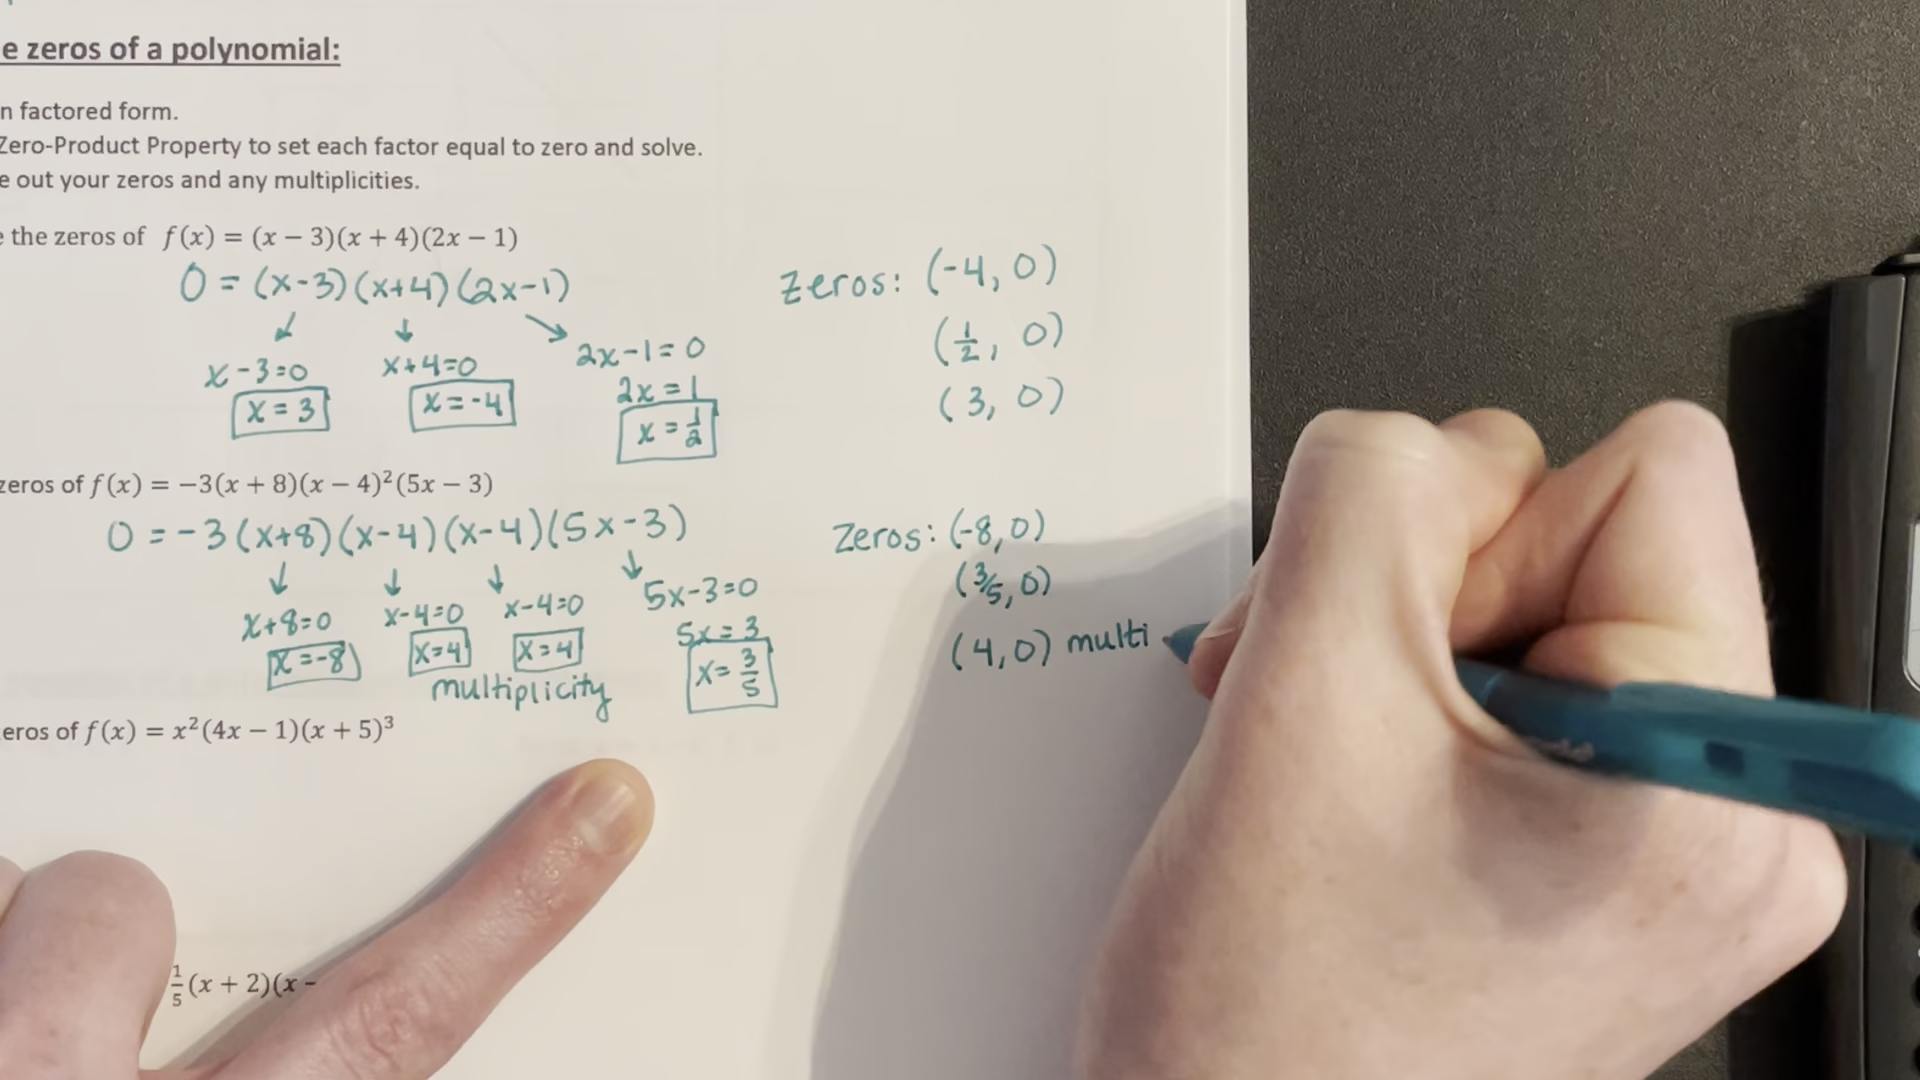 e zeros of a polynomial:
n factored form.
Zero-Product Property to set each factor equal to zero and solve.
e out your zeros and any multiplicities.
e the zeros of f(x) = (x − 3)(x + 4)(2x − 1)
0 = (x-3)(x+4)(2x-1)
x-3=0
x=3
x+4=0
x=-4
2x-1=0
2x=1
x=1/2
Zeros: (-4, 0)
(1/2, 0)
(3, 0)
zeros of f(x) = −3(x + 8)(x − 4)²(5x − 3)
0 = -3(x+8)(x-4)(x-4)(5x-3)
x+8=0
x=-8
x-4=0
x=4
x-4=0
x=4
multiplicity
5x-3=0
5x=3
x=3/5
Zeros: (-8,0)
(3/5,0)
(4,0) multi
eros of f(x) = x²(4x − 1)(x + 5)³
1/5(x + 2)(x −